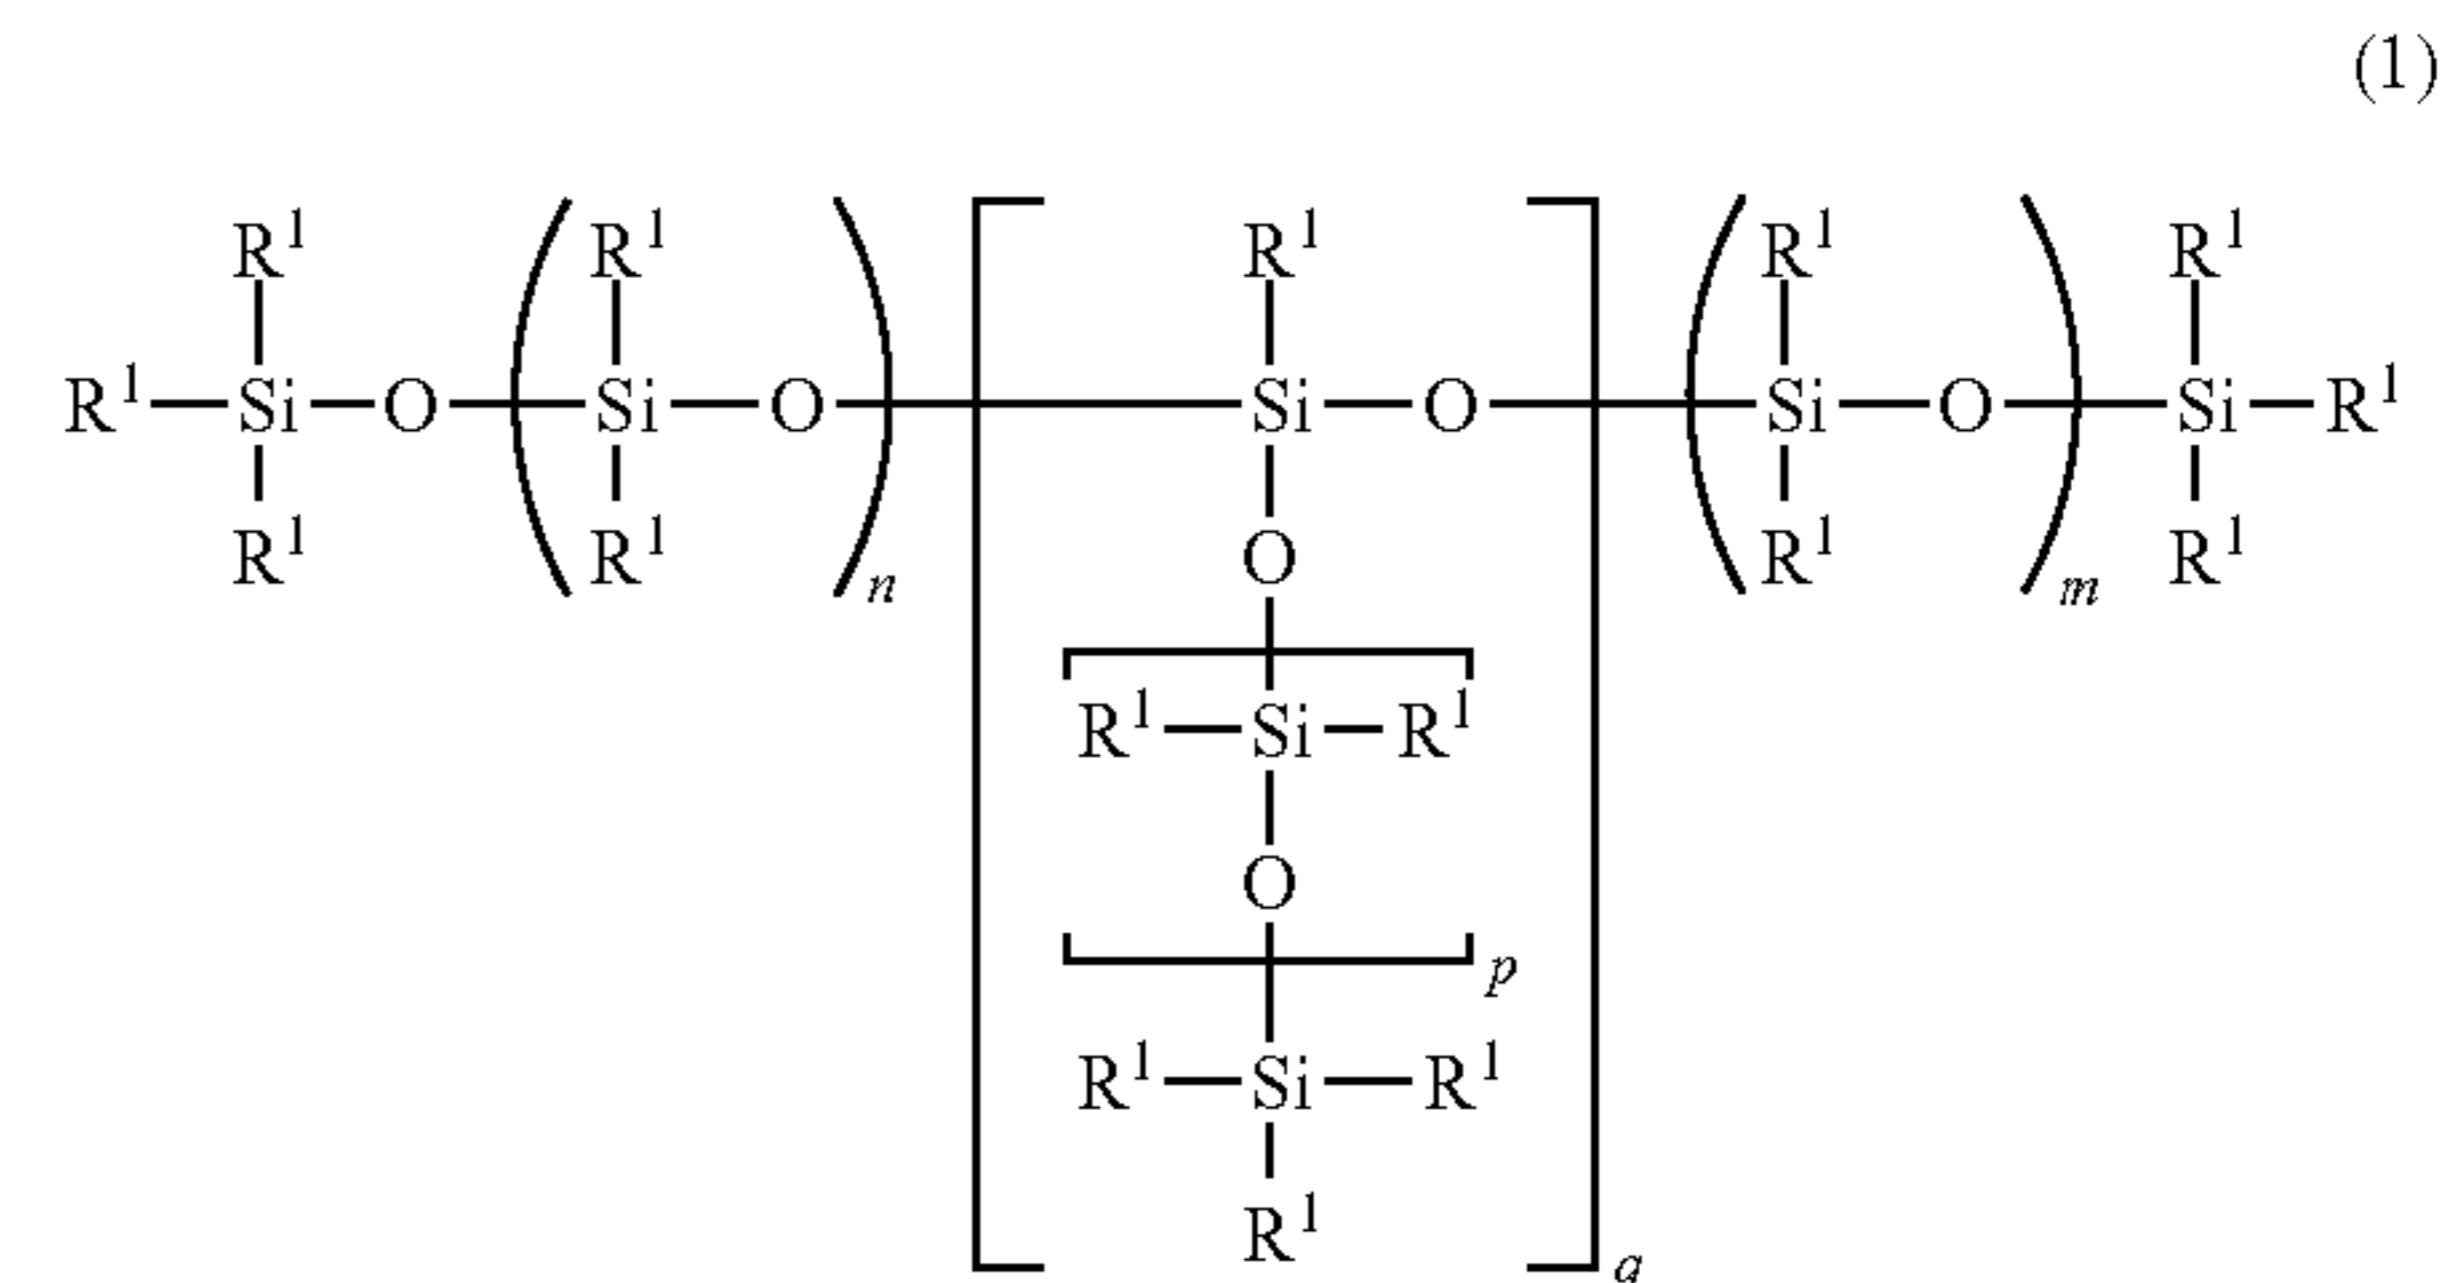 (1)
R¹ R¹ R¹ R¹ R¹
R¹—Si—O—(Si—O)—[Si—O]—(Si—O)—Si—R¹
R¹ R¹ O R¹ R¹
n m
R¹—Si—R¹
O
p
R¹—Si—R¹
R¹
q